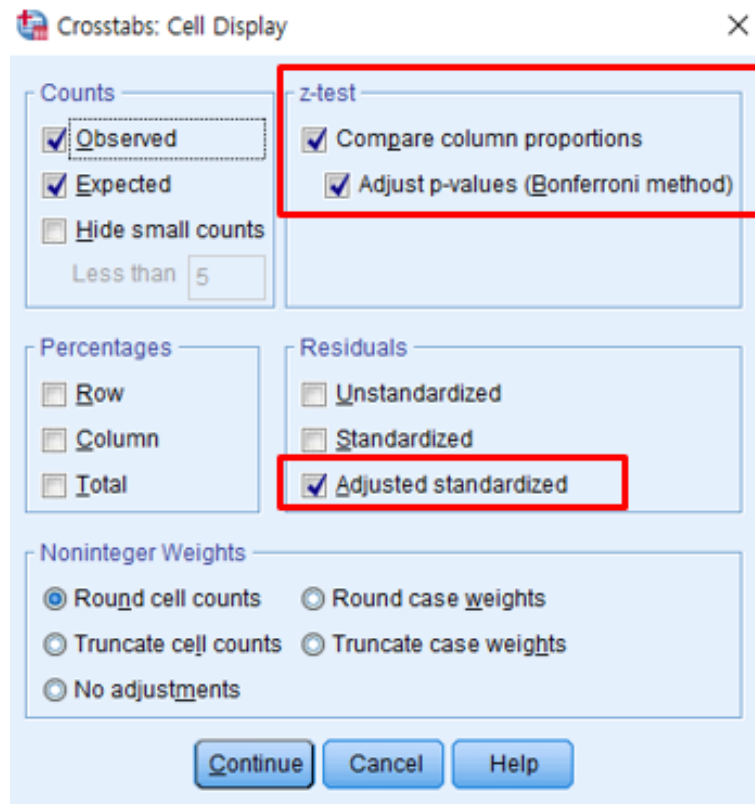 Crosstabs: Cell Display
Counts
Observed
Expected
Hide small counts
Less than 5
z-test
Compare column proportions
Adjust p-values (Bonferroni method)
Percentages
Row
Column
Total
Residuals
Unstandardized
Standardized
Adjusted standardized
Noninteger Weights
Round cell counts
Round case weights
Truncate cell counts
Truncate case weights
No adjustments
Continue
Cancel
Help